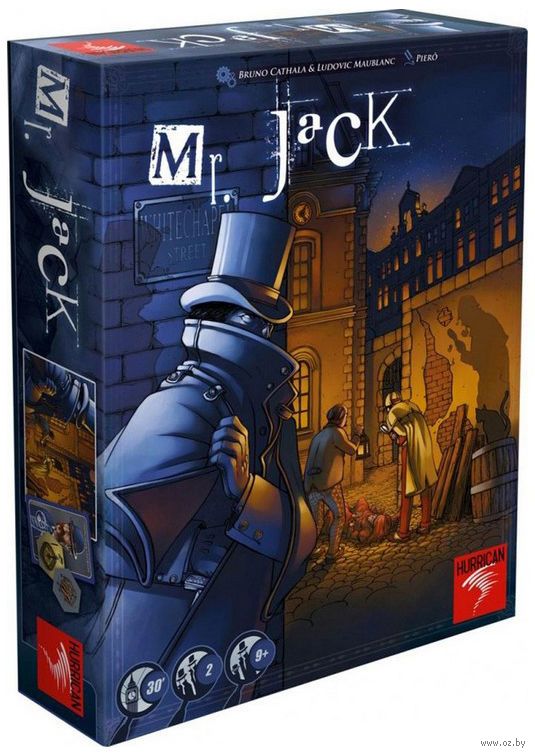 BRUNO CATHALA & LUDOVIC MAUBLANC PIERÔ
Mr. Jack
WHITECHAPEL
STREET
Mr. Jack
HURRICAN
HURRICAN
30'
2
9+
www.oz.by